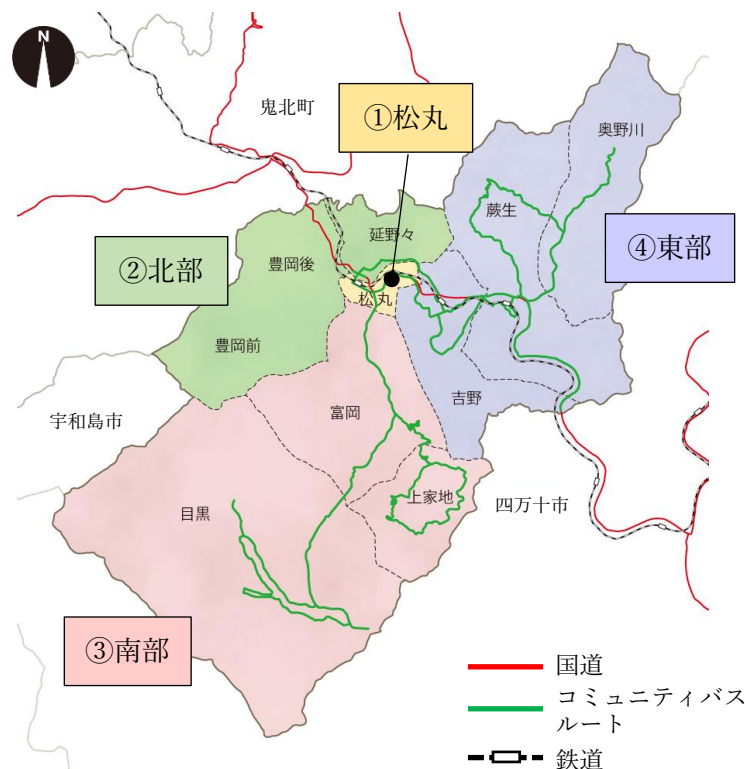 N
鬼北町
①松丸
奥野川
蕨生
延野々
④東部
②北部
豊岡後
松丸
豊岡前
吉野
富岡
宇和島市
上家地
四万十市
目黒
③南部
国道
コミュニティバス
ルート
鉄道